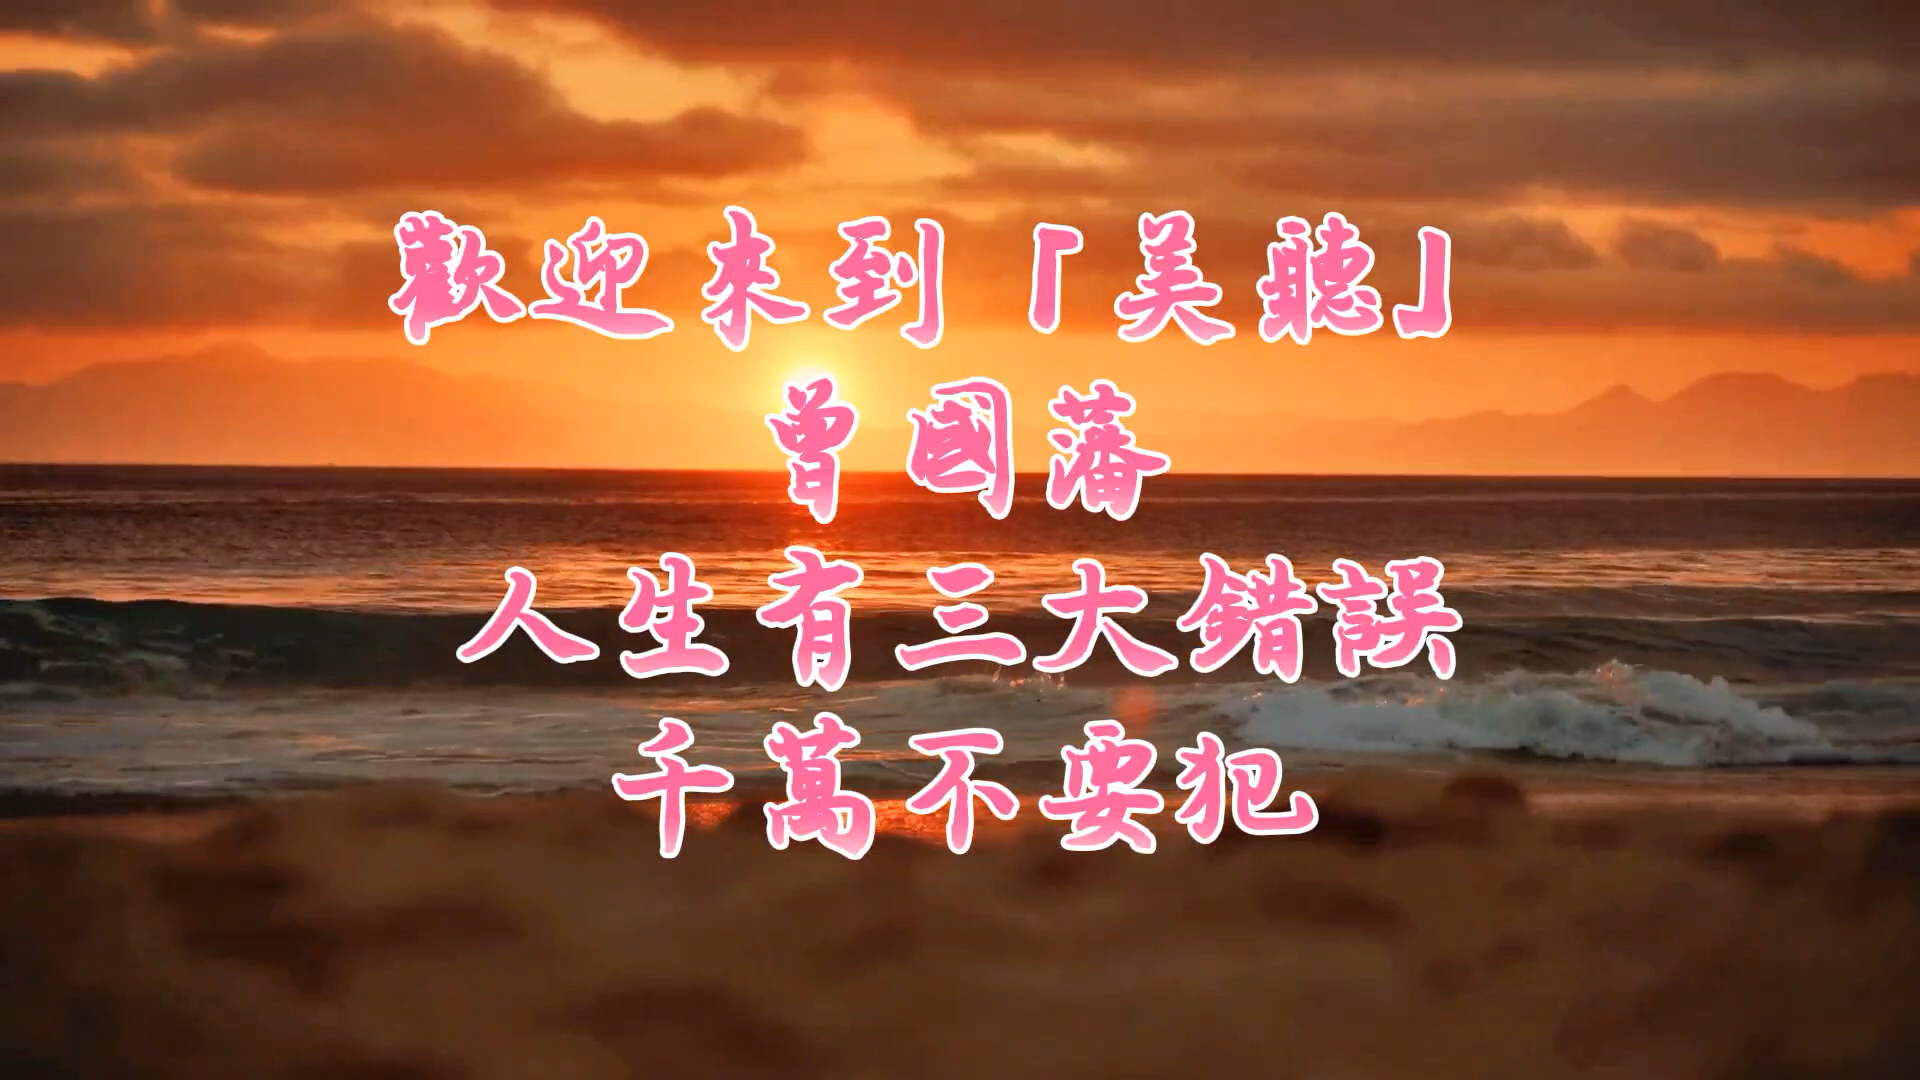 歡迎來到「美聽」
曾國藩
人生有三大錯誤
千萬不要犯